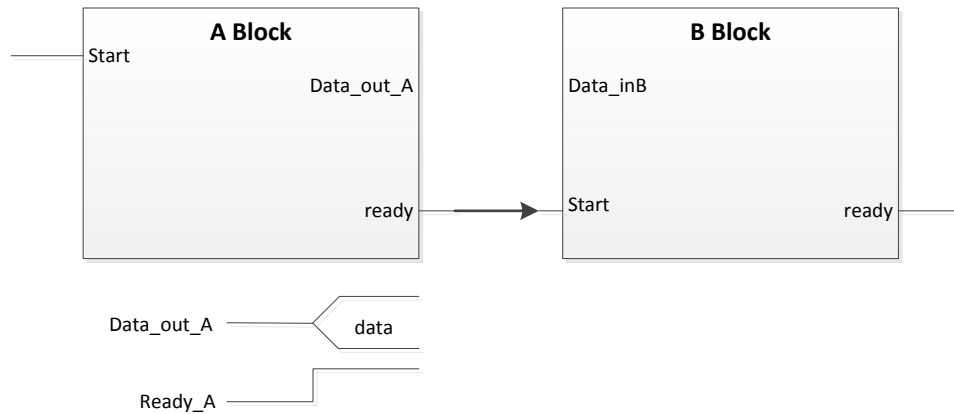 A Block
B Block
Start
Data_out_A
Data_inB
ready
Start
ready
Data_out_A
data
Ready_A